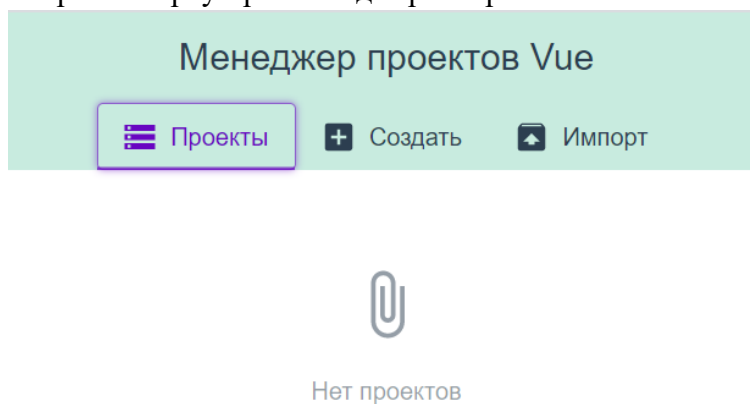 Менеджер проектов Vue
Проекты Создать Импорт
Нет проектов